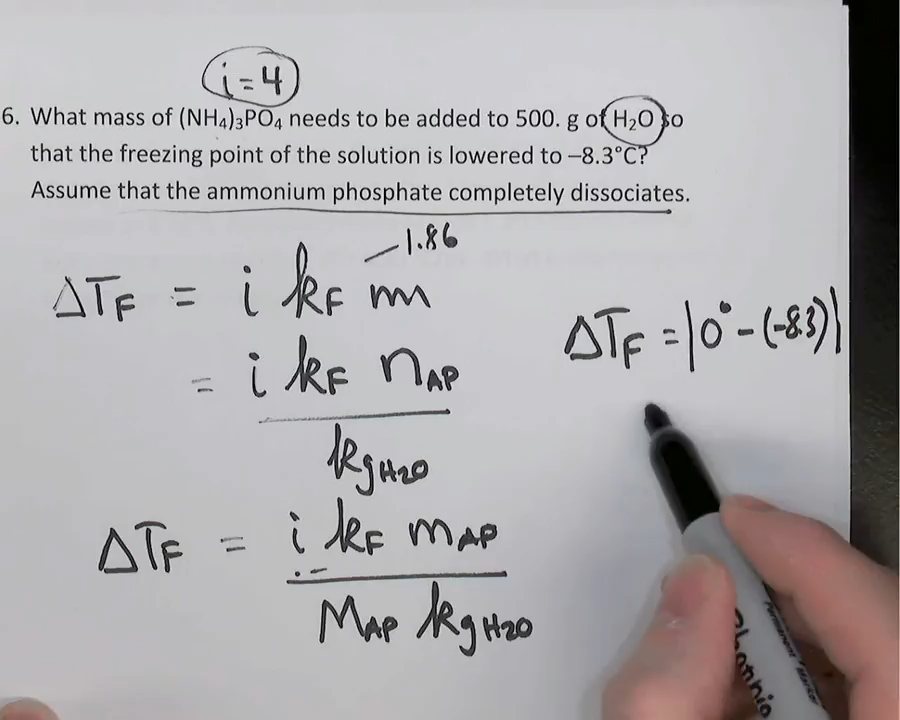 i = 4
6. What mass of (NH₄)₃PO₄ needs to be added to 500. g of H₂O so
that the freezing point of the solution is lowered to –8.3°C?
Assume that the ammonium phosphate completely dissociates.
1.86
ΔTF = i kF m
ΔTF = |0° - (-8.3)|
= i kF nAP
kgH2O
ΔTF = i kF mAP
MAP kgH2O
Permanent Marker